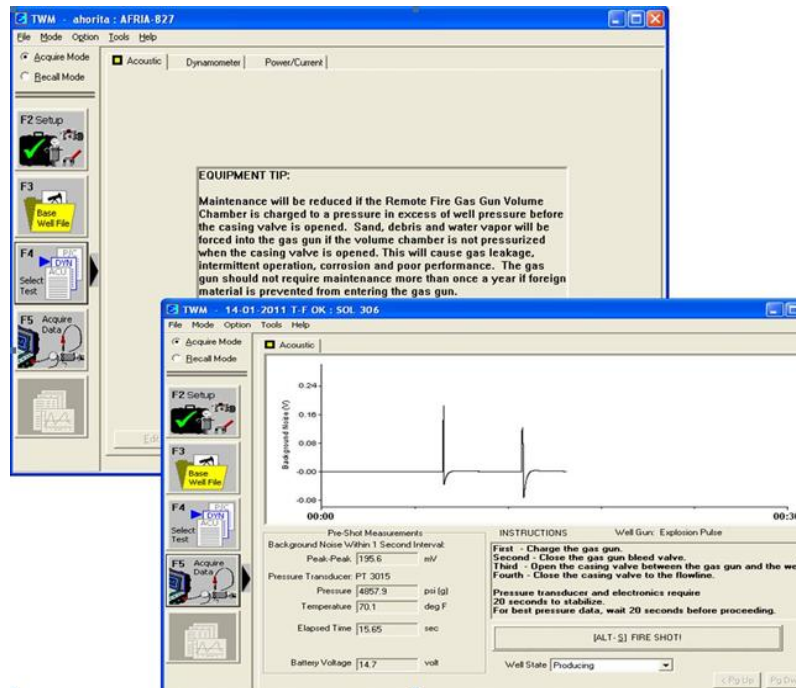 TWM - ahorita : AFRIA-827
File Mode Option Tools Help
Acquire Mode
Recall Mode
Acoustic Dynamometer Power/Current
F2 Setup
F3
Base
Well File
F4
DYN
ACU
Select
Test
F5 Acquire
Data
EQUIPMENT TIP:
Maintenance will be reduced if the Remote Fire Gas Gun Volume
Chamber is charged to a pressure in excess of well pressure before
the casing valve is opened. Sand, debris and water vapor will be
forced into the gas gun if the volume chamber is not pressurized
when the casing valve is opened. This will cause gas leakage,
intermittent operation, corrosion and poor performance. The gas
gun should not require maintenance more than once a year if foreign
material is prevented from entering the gas gun.
TWM - 14-01-2011 T-F OK : SOL 306
File Mode Option Tools Help
Acquire Mode
Recall Mode
Acoustic
F2 Setup
F3
Base
Well File
F4
DYN
ACU
Select
Test
F5 Acquire
Data
Background Noise (V)
0.24
0.16
0.08
-0.00
-0.08
00:00 00:30
Pre-Shot Measurements
Background Noise Within 1 Second Interval:
Peak-Peak 195.6 mV
Pressure Transducer: PT 3015
Pressure 4857.9 psi (g)
Temperature 70.1 deg F
Elapsed Time 15.65 sec
Battery Voltage 14.7 volt
INSTRUCTIONS Well Gun: Explosion Pulse
First - Charge the gas gun.
Second - Close the gas gun bleed valve.
Third - Open the casing valve between the gas gun and the we
Fourth - Close the casing valve to the flowline.
Pressure transducer and electronics require
20 seconds to stabilize.
For best pressure data, wait 20 seconds before proceeding.
[ALT-S] FIRE SHOT!
Well State Producing
< Pg Up Pg Dw